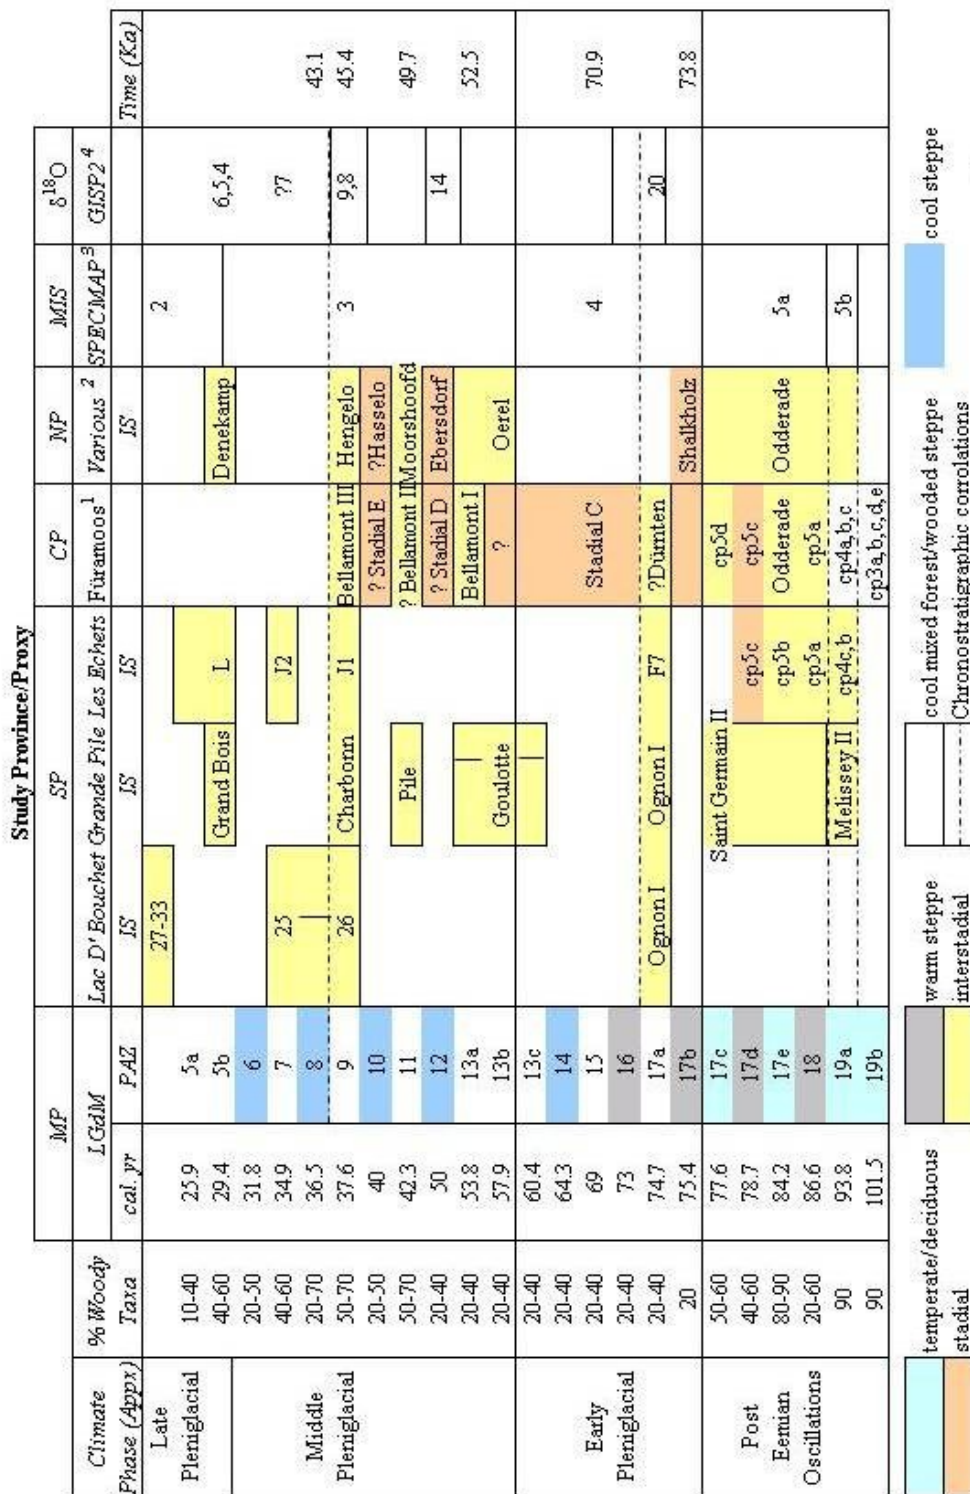 Study Province/Proxy
MP SP CP NP MIS δ18O
Climate %Woody LGdM Lac D' Bouchet Grande Pile Les Echets Füramoos1 Various 2 SPECMAP3 GISP2 4
Phase (Appx) Taxa cal. yr PAZ IS IS IS IS Time (Ka)
Late 27-33 2
Pleniglacial 10-40 25.9 5a
40-60 29.4 5b Grand Bois L Denekamp 6,5,4
20-50 31.8 6
40-60 34.9 7 25 J2 ?7
Middle 20-70 36.5 8 43.1
Pleniglacial 50-70 37.6 9 26 Charbonn J1 Bellamont III Hengelo 3 9,8 45.4
20-50 40 10 ? Stadial E ?Hasselo
50-70 42.3 11 Pile ? Bellamont II Moorshoofd 49.7
20-40 50 12 ? Stadial D Ebersdorf 14
20-40 53.8 13a Bellamont I 52.5
20-40 57.9 13b Goulotte ? Oerel
20-40 60.4 13c
20-40 64.3 14
Early 20-40 69 15 Stadial C 4 70.9
Pleniglacial 20-40 73 16
20-40 74.7 17a Ognon I Ognon I F7 ?Dürnten 20
20 75.4 17b Shalkholz 73.8
50-60 77.6 17c Saint Germain II cp5d
Post 40-60 78.7 17d cp5c cp5c
Eemian 80-90 84.2 17e cp5b Odderade Odderade 5a
Oscillations 20-60 86.6 18 cp5a cp5a
90 93.8 19a Melissey II cp4c,b cp4a,b,c 5b
90 101.5 19b cp3a,b,c,d,e
temperate/deciduous warm steppe cool mixed forest/wooded steppe cool steppe
stadial interstadial Chronostratigraphic corrolations